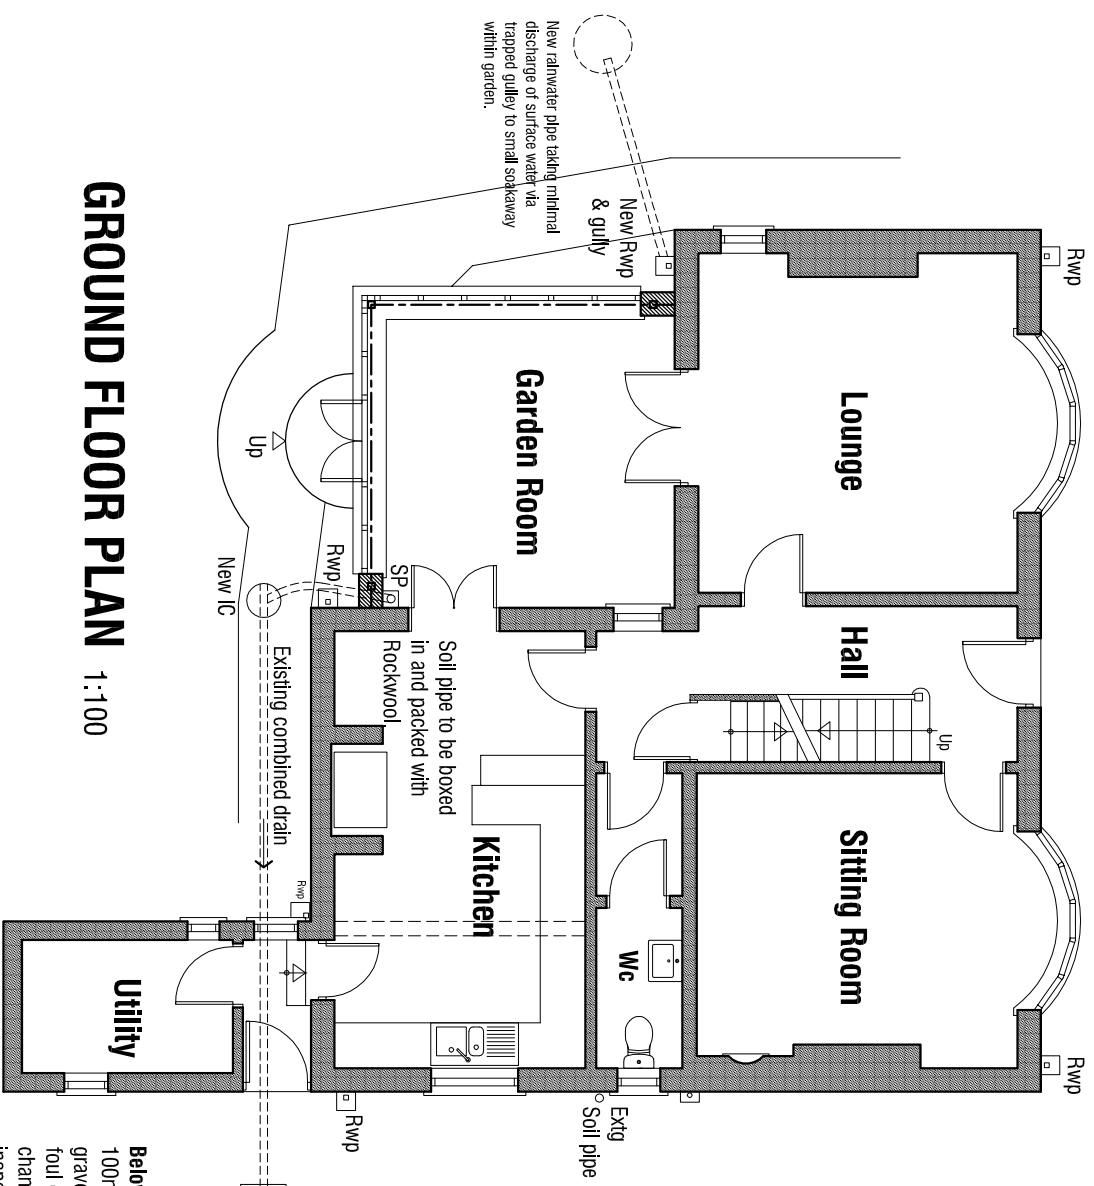 New rainwater pipe taking minimal
discharge of surface water via
trapped gulley to small soakaway
within garden.
New Rwp
& gully
Rwp
Lounge
Garden Room
Up
Hall
Up
Rwp
SP
New IC
Soil pipe to be boxed
in and packed with
Rockwool
Existing combined drain
Kitchen
Sitting Room
Wc
Rwp
Utility
Rwp
Extg
Soil pipe
Rwp
GROUND FLOOR PLAN 1:100
Belo
100m
grave
foul
chan